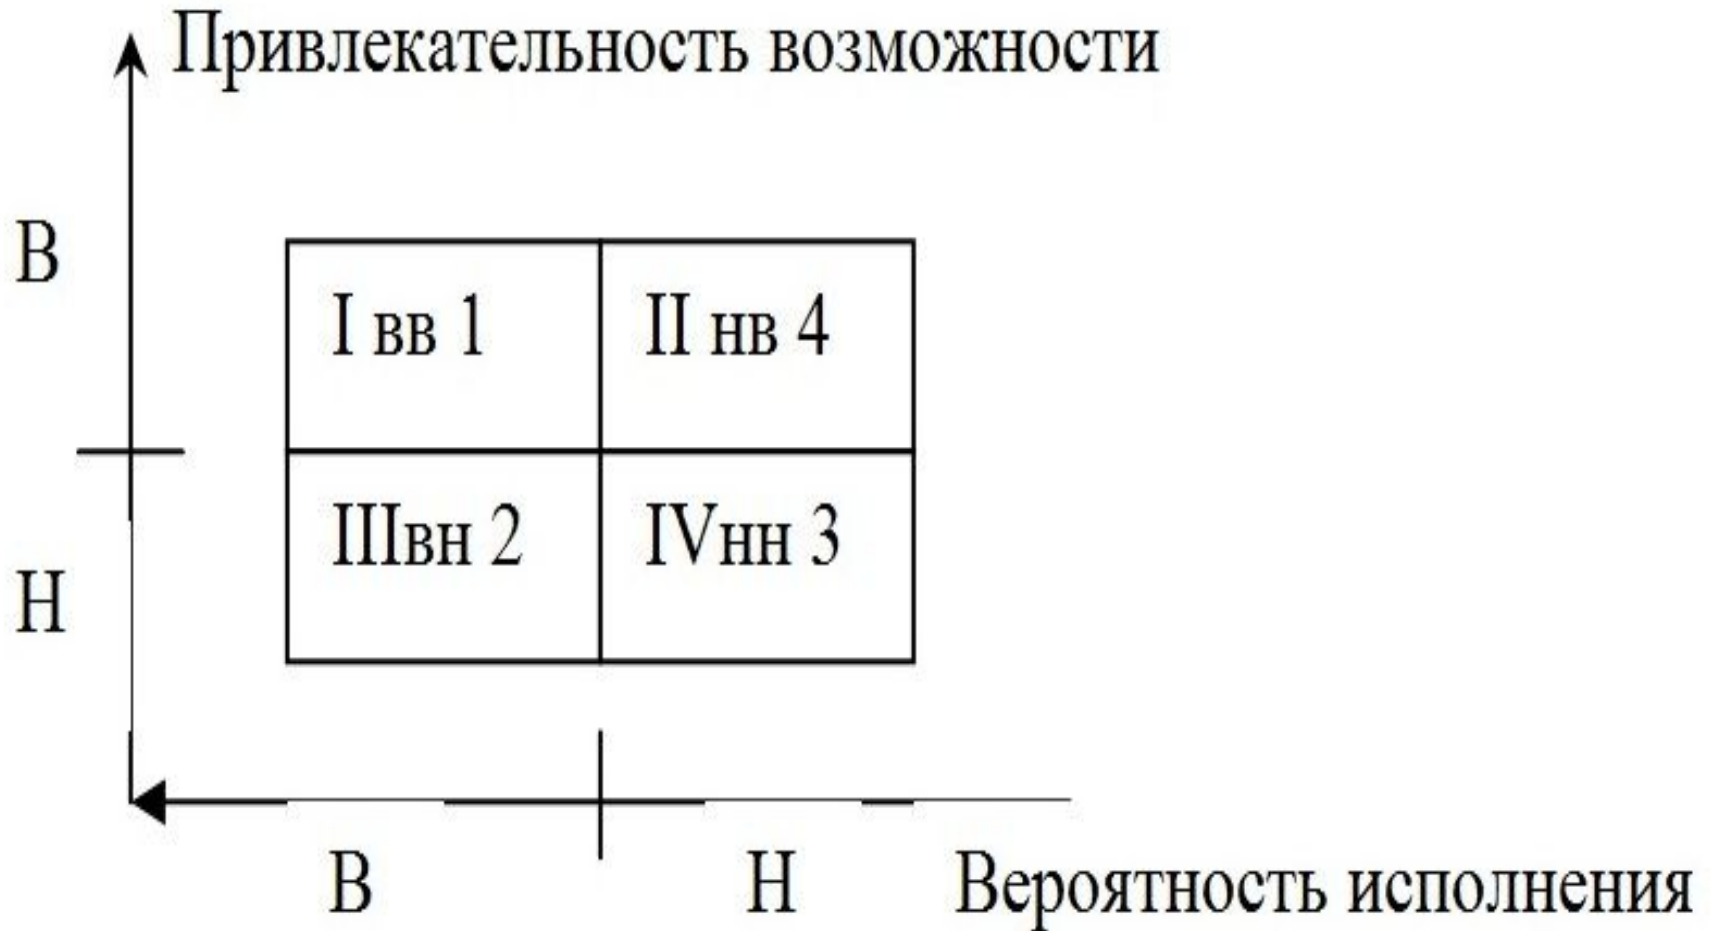 Привлекательность возможности
В
I вв 1
II нв 4
IIIвн 2
IVнн 3
Н
В
Н
Вероятность исполнения